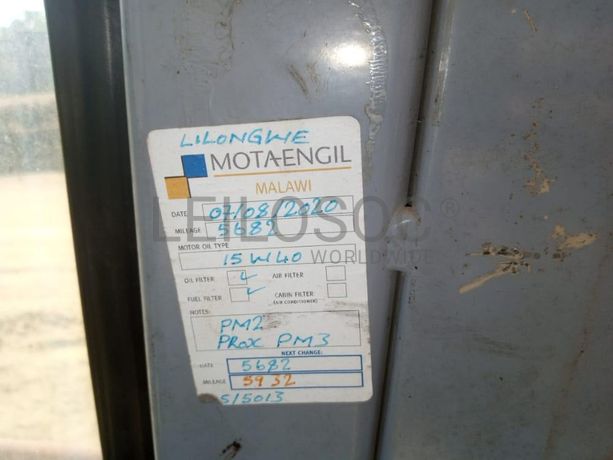 LILONGWE
MOTA-ENGIL
MALAWI
DATE 07/08/2020
MILEAGE 5682
MOTOR OIL TYPE
15W40
OIL FILTER AIR FILTER
FUEL FILTER CABIN FILTER
(AIR CONDITIONER)
NOTES:
PM2
PROX PM3
NEXT CHANGE:
DATE 5682
MILEAGE 5932
S/5013
LEILOSOC®
WORLDWIDE